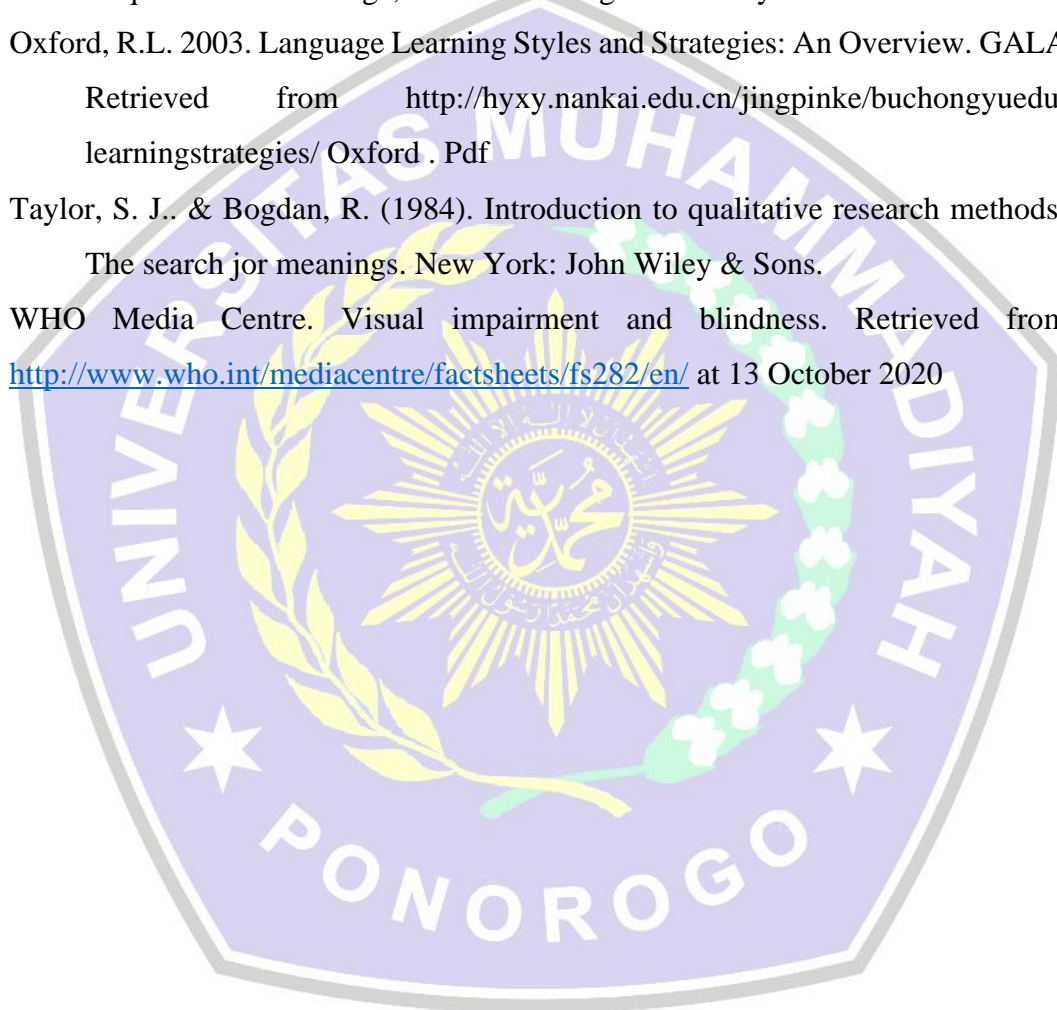 Oxford, R.L. 2003. Language Learning Styles and Strategies: An Overview. GALA
Retrieved from http://hyxy.nankai.edu.cn/jingpinke/buchongyuedu
learningstrategies/ Oxford . Pdf
Taylor, S. J.. & Bogdan, R. (1984). Introduction to qualitative research methods
The search jor meanings. New York: John Wiley & Sons.
WHO Media Centre. Visual impairment and blindness. Retrieved
http://www.who.int/mediacentre/factsheets/fs282/en/ at 13 October 2020
UNIVERSITAS MUHAMMADIYAH
محمدية
PONOROGO